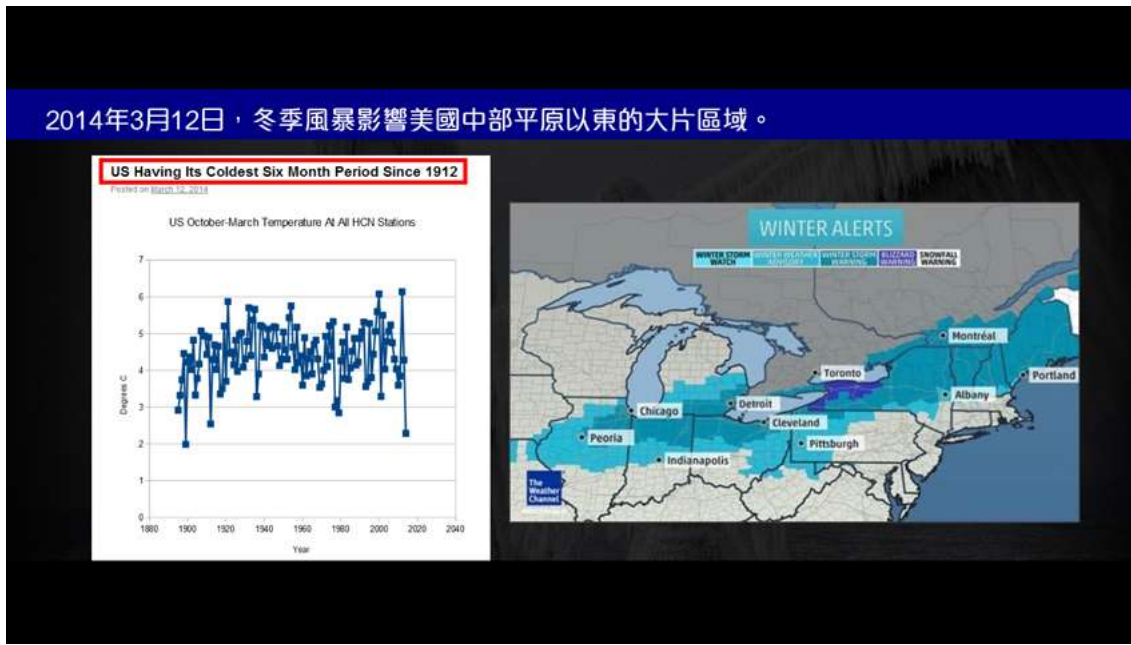 2014年3月12日，冬季風暴影響美國中部平原以東的大片區域。
US Having Its Coldest Six Month Period Since 1912
Posted on March 12, 2014
US October-March Temperature At All HCN Stations
7
6
5
4
3
2
1
0
Degrees C
1880 1900 1920 1940 1960 1980 2000 2020 2040
Year
WINTER ALERTS
WINTER STORM WATCH
WINTER WEATHER ADVISORY
WINTER STORM WARNING
BLIZZARD WARNING
SNOWFALL WARNING
Montréal
Toronto
Portland
Albany
Detroit
Chicago
Cleveland
Peoria
Pittsburgh
Indianapolis
The
Weather
Channel